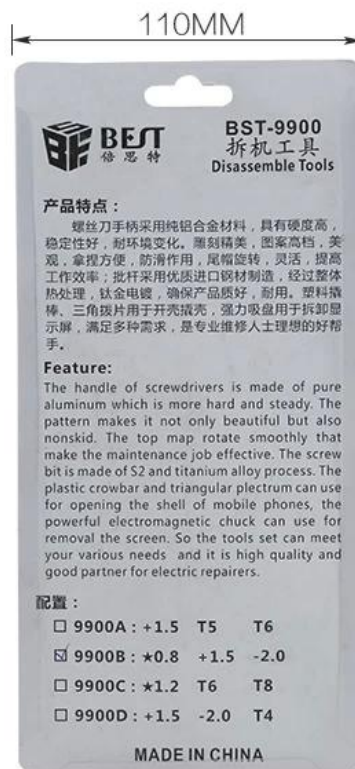 110MM
BEST
倍思特
BST-9900
拆机工具
Disassemble Tools
产品特点：
螺丝刀手柄采用纯铝合金材料，具有硬度高，
稳定性好，耐环境变化。雕刻精美，图案高档，美
观，拿捏方便，防滑作用，尾帽旋转，灵活，提高
工作效率；批杆采用优质进口钢材制造，经过整体
热处理，钛金电镀，确保产品质好，耐用。塑料撬
棒、三角拨片用于开壳撬壳，强力吸盘用于拆卸显
示屏，满足多种需求，是专业维修人士理想的好帮
手。
Feature:
The handle of screwdrivers is made of pure
aluminum which is more hard and steady. The
pattern makes it not only beautiful but also
nonskid. The top map rotate smoothly that
make the maintenance job effective. The screw
bit is made of S2 and titanium alloy process. The
plastic crowbar and triangular plectrum can use
for opening the shell of mobile phones, the
powerful electromagnetic chuck can use for
removal the screen. So the tools set can meet
your various needs and it is high quality and
good partner for electric repairers.
配置：
□ 9900A : +1.5 T5 T6
☑ 9900B : ★0.8 +1.5 -2.0
□ 9900C : ★1.2 T6 T8
□ 9900D : +1.5 -2.0 T4
MADE IN CHINA